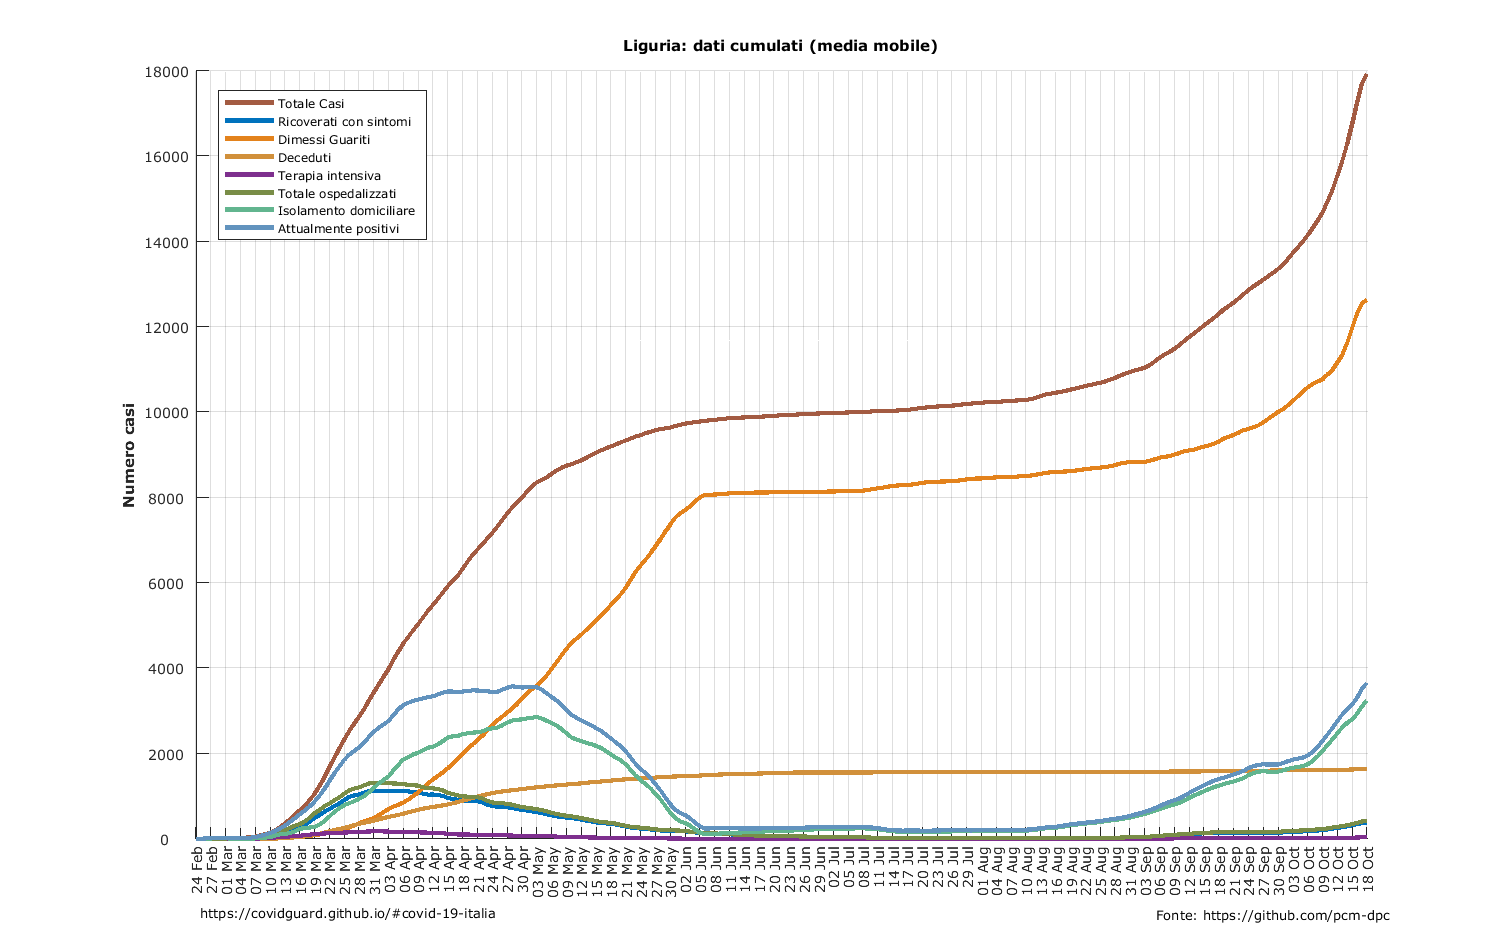 Liguria: dati cumulati (media mobile)
18000
16000
14000
12000
10000
8000
6000
4000
2000
0
Numero casi
Totale Casi
Ricoverati con sintomi
Dimessi Guariti
Deceduti
Terapia intensiva
Totale ospedalizzati
Isolamento domiciliare
Attualmente positivi
24 Feb
27 Feb
01 Mar
04 Mar
07 Mar
10 Mar
13 Mar
16 Mar
19 Mar
22 Mar
25 Mar
28 Mar
31 Mar
03 Apr
06 Apr
09 Apr
12 Apr
15 Apr
18 Apr
21 Apr
24 Apr
27 Apr
30 Apr
03 May
06 May
09 May
12 May
15 May
18 May
21 May
24 May
27 May
30 May
02 Jun
05 Jun
08 Jun
11 Jun
14 Jun
17 Jun
20 Jun
23 Jun
26 Jun
29 Jun
02 Jul
05 Jul
08 Jul
11 Jul
14 Jul
17 Jul
20 Jul
23 Jul
26 Jul
29 Jul
01 Aug
04 Aug
07 Aug
10 Aug
13 Aug
16 Aug
19 Aug
22 Aug
25 Aug
28 Aug
31 Aug
03 Sep
06 Sep
09 Sep
12 Sep
15 Sep
18 Sep
21 Sep
24 Sep
27 Sep
30 Sep
03 Oct
06 Oct
09 Oct
12 Oct
15 Oct
18 Oct
https://covidguard.github.io/#covid-19-italia
Fonte: https://github.com/pcm-dpc